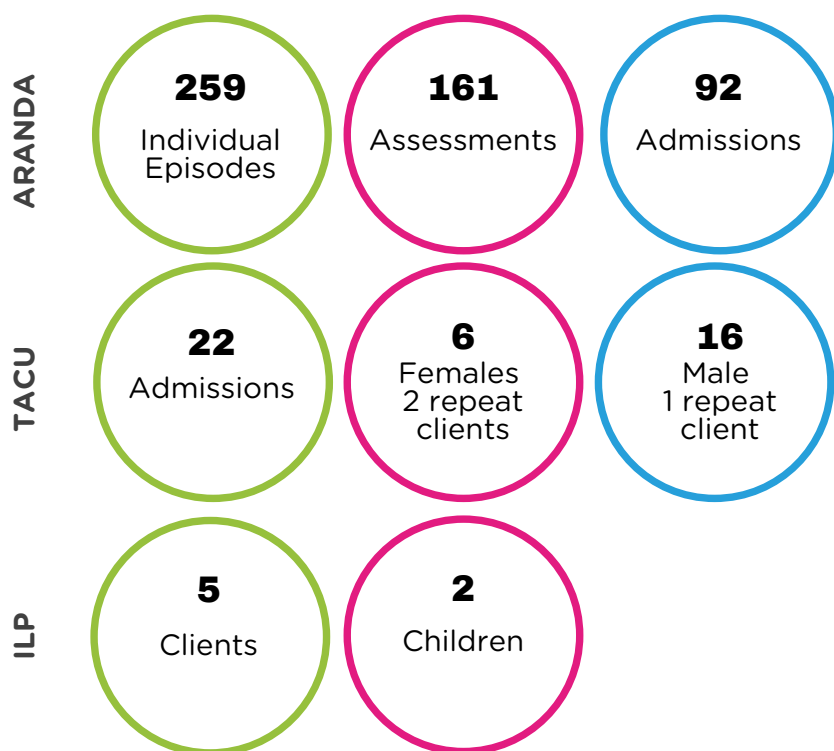 ARANDA
259
Individual
Episodes
161
Assessments
92
Admissions
TACU
22
Admissions
6
Females
2 repeat
clients
16
Male
1 repeat
client
ILP
5
Clients
2
Children